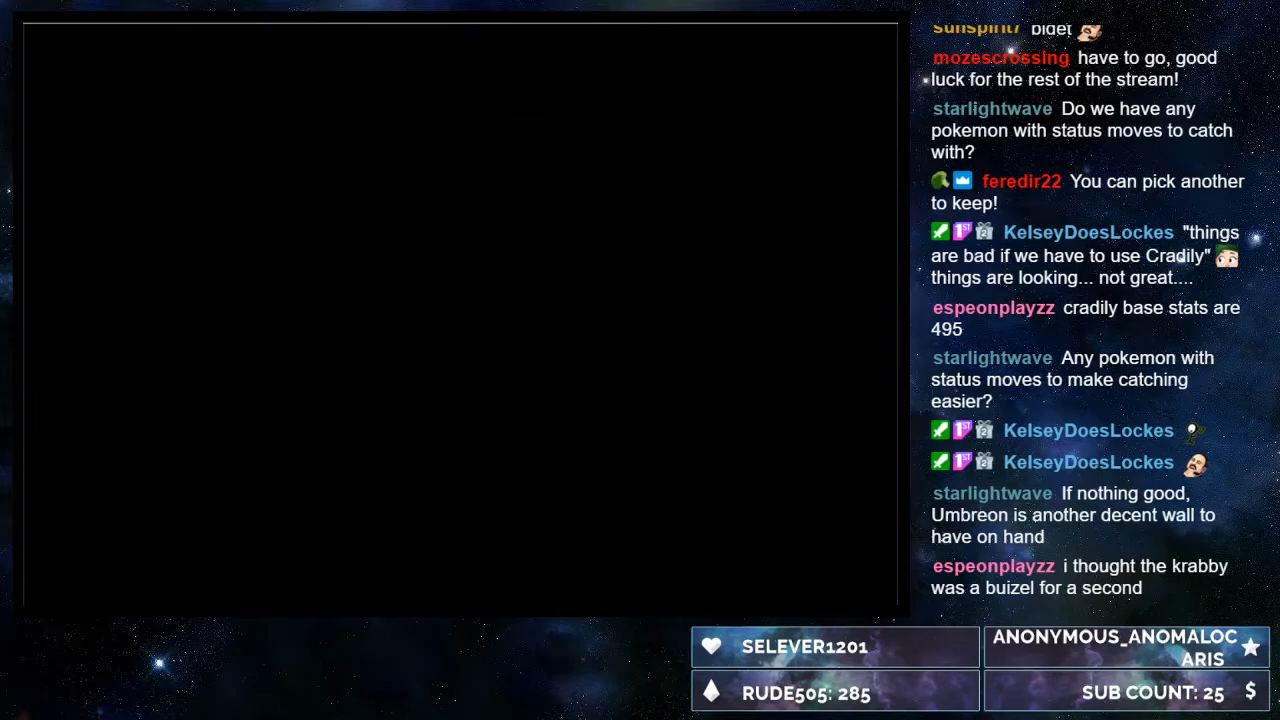 sunspirit7 bidet
mozescrossing have to go, good
luck for the rest of the stream!
starlightwave Do we have any
pokemon with status moves to catch
with?
feredir22 You can pick another
to keep!
KelseyDoesLockes "things
are bad if we have to use Cradily"
things are looking... not great....
espeonplayzz cradily base stats are
495
starlightwave Any pokemon with
status moves to make catching
easier?
KelseyDoesLockes
KelseyDoesLockes
starlightwave If nothing good,
Umbreon is another decent wall to
have on hand
espeonplayzz i thought the krabby
was a buizel for a second
SELEVER1201
ANONYMOUS_ANOMALOC
ARIS
RUDE505: 285
SUB COUNT: 25